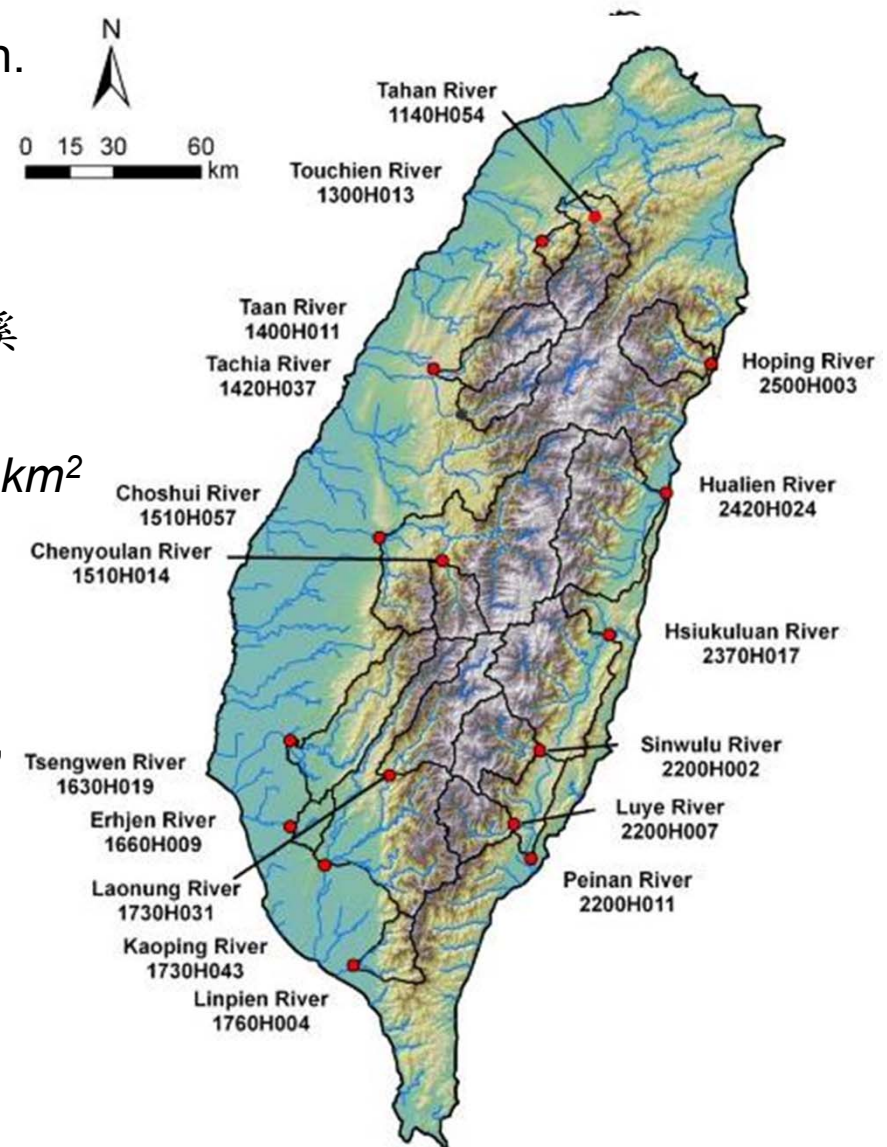 N
n.
0 15 30 60
km
溪
km²
,
Tahan River
1140H054
Touchien River
1300H013
Taan River
1400H011
Tachia River
1420H037
Hoping River
2500H003
Choshui River
1510H057
Hualien River
2420H024
Chenyoulan River
1510H014
Hsiukuluan River
2370H017
Sinwulu River
2200H002
Tsengwen River
1630H019
Luye River
2200H007
Erhjen River
1660H009
Peinan River
2200H011
Laonung River
1730H031
Kaoping River
1730H043
Linpien River
1760H004